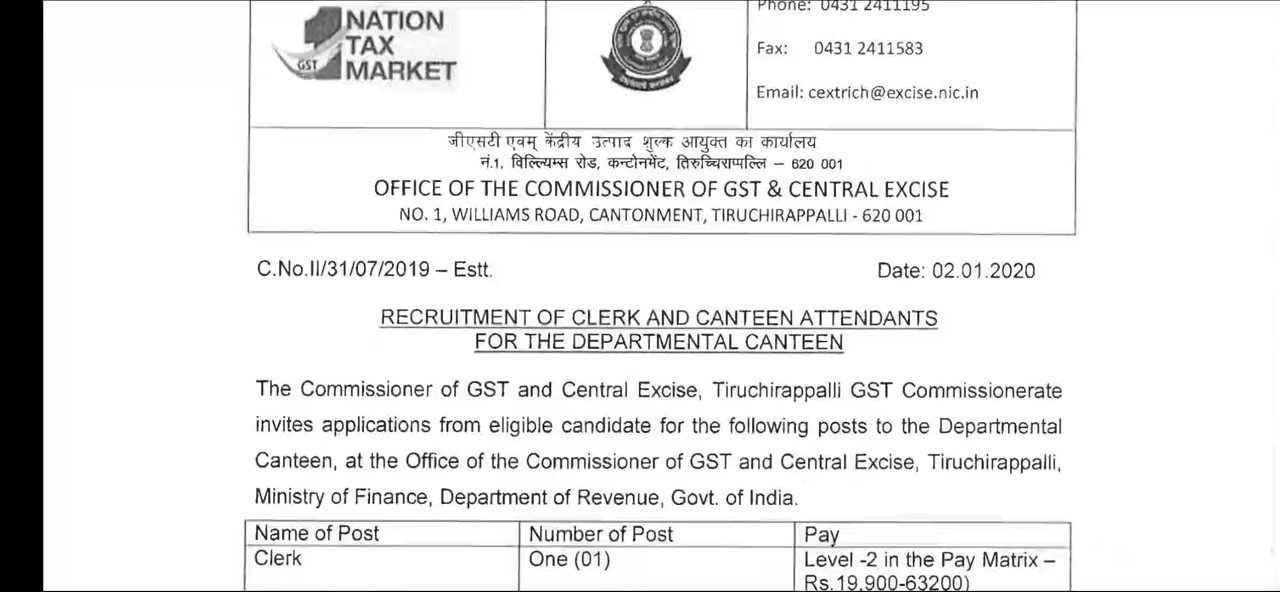 NATION
TAX
MARKET
GST
Phone: 0431 2411195
Fax: 0431 2411583
Email: cextrich@excise.nic.in
जीएसटी एवम् केंद्रीय उत्पाद शुल्क आयुक्त का कार्यालय
नं.1, विल्लियम्स रोड, कन्टोनमेंट, तिरुच्चिराप्पल्लि – 620 001
OFFICE OF THE COMMISSIONER OF GST & CENTRAL EXCISE
NO. 1, WILLIAMS ROAD, CANTONMENT, TIRUCHIRAPPALLI - 620 001
C.No.II/31/07/2019 – Estt. Date: 02.01.2020
RECRUITMENT OF CLERK AND CANTEEN ATTENDANTS
FOR THE DEPARTMENTAL CANTEEN
The Commissioner of GST and Central Excise, Tiruchirappalli GST Commissionerate
invites applications from eligible candidate for the following posts to the Departmental
Canteen, at the Office of the Commissioner of GST and Central Excise, Tiruchirappalli,
Ministry of Finance, Department of Revenue, Govt. of India.
Name of Post Number of Post Pay
Clerk One (01) Level -2 in the Pay Matrix –
Rs.19,900-63200)